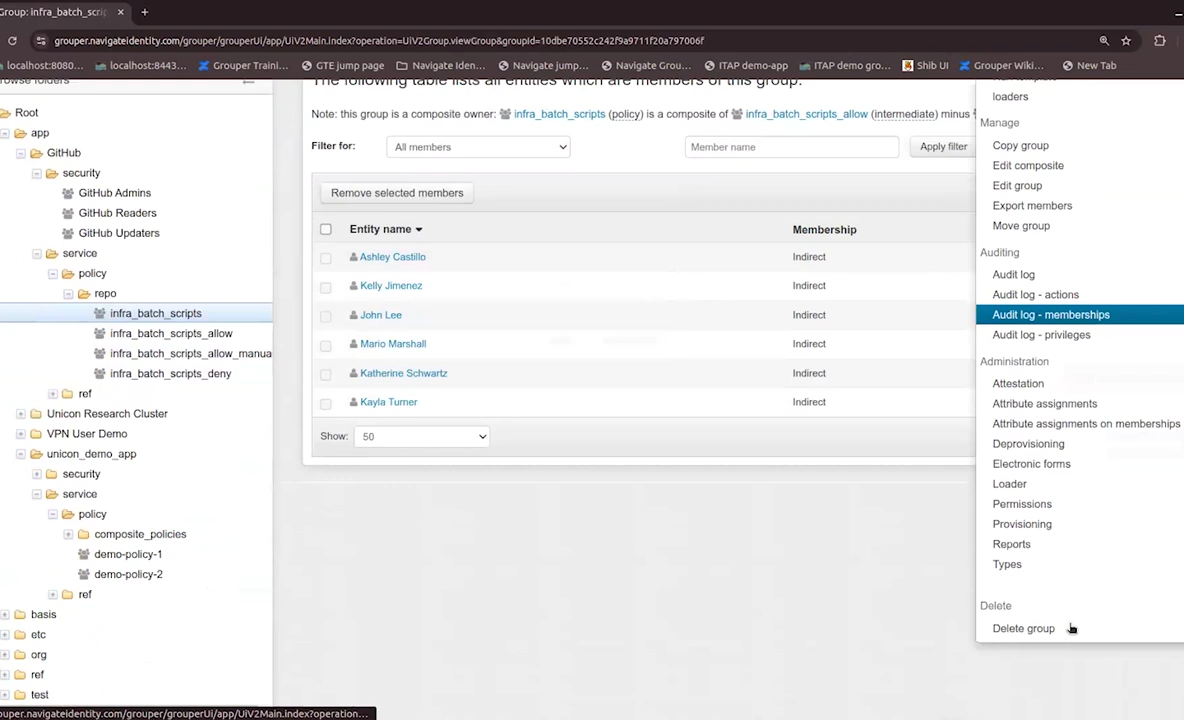 Group: infra_batch_scri
grouper.navigateidentity.com/grouper/grouperUi/app/UiV2Main.index?operation=UiV2Group.viewGroup&groupId=10dbe70552c242f9a9711f20a797006f
localhost:8080... localhost:8443... Grouper Traini... GTE jump page Navigate Iden... Navigate jump... Navigate Grou... ITAP demo-app ITAP demo gro... Shib UI Grouper Wiki... New Tab
rowse folders
Root
app
GitHub
security
GitHub Admins
GitHub Readers
GitHub Updaters
service
policy
repo
infra_batch_scripts
infra_batch_scripts_allow
infra_batch_scripts_allow_manua
infra_batch_scripts_deny
ref
Unicon Research Cluster
VPN User Demo
unicon_demo_app
security
service
policy
composite_policies
demo-policy-1
demo-policy-2
ref
basis
etc
org
ref
test
ouper.navigateidentity.com/grouper/grouperUi/app/UiV2Main.index?operation...
The following table lists all entities which are members of this group.
Note: this group is a composite owner: infra_batch_scripts (policy) is a composite of infra_batch_scripts_allow (intermediate) minus
Filter for: All members Member name Apply filter
Remove selected members
Entity name Membership
Ashley Castillo Indirect
Kelly Jimenez Indirect
John Lee Indirect
Mario Marshall Indirect
Katherine Schwartz Indirect
Kayla Turner Indirect
Show: 50
loaders
Manage
Copy group
Edit composite
Edit group
Export members
Move group
Auditing
Audit log
Audit log - actions
Audit log - memberships
Audit log - privileges
Administration
Attestation
Attribute assignments
Attribute assignments on memberships
Deprovisioning
Electronic forms
Loader
Permissions
Provisioning
Reports
Types
Delete
Delete group